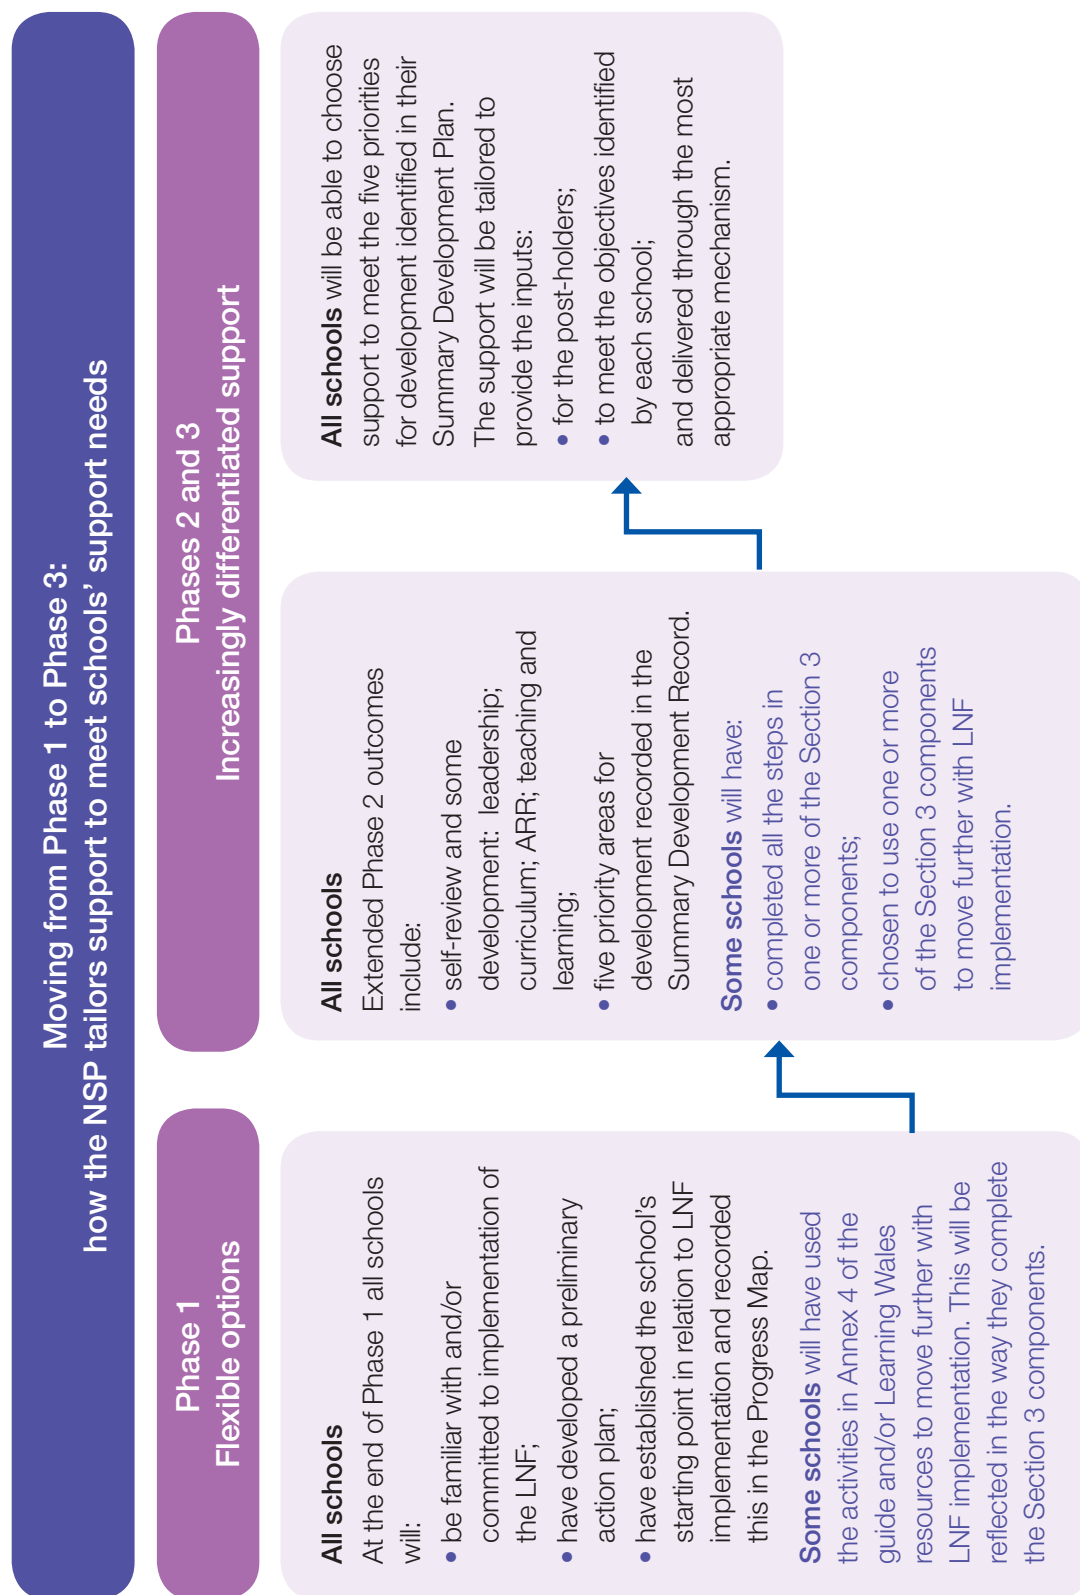 Moving from Phase 1 to Phase 3:
how the NSP tailors support to meet schools’ support needs
Phase 1
Flexible options
Phases 2 and 3
Increasingly differentiated support
All schools
At the end of Phase 1 all schools
will:
• be familiar with and/or
committed to implementation of
the LNF;
• have developed a preliminary
action plan;
• have established the school’s
starting point in relation to LNF
implementation and recorded
this in the Progress Map.
Some schools will have used
the activities in Annex 4 of the
guide and/or Learning Wales
resources to move further with
LNF implementation. This will be
reflected in the way they complete
the Section 3 components.
All schools
Extended Phase 2 outcomes
include:
• self-review and some
development: leadership;
curriculum; ARR; teaching and
learning;
• five priority areas for
development recorded in the
Summary Development Record.
Some schools will have:
• completed all the steps in
one or more of the Section 3
components;
• chosen to use one or more
of the Section 3 components
to move further with LNF
implementation.
All schools will be able to choose
support to meet the five priorities
for development identified in their
Summary Development Plan.
The support will be tailored to
provide the inputs:
• for the post-holders;
• to meet the objectives identified
by each school;
and delivered through the most
appropriate mechanism.